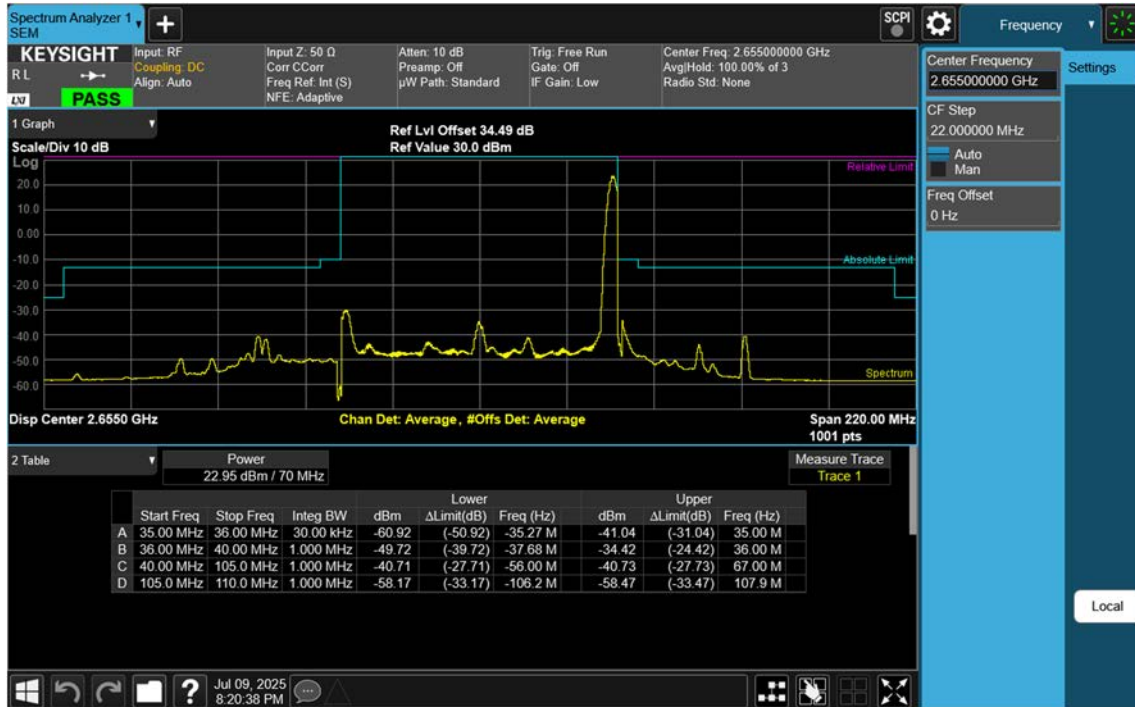 Spectrum Analyzer 1
SEM
SCPI
Frequency
KEYSIGHT
R L
LXI
PASS
Input: RF
Coupling: DC
Align: Auto
Input Z: 50 Ω
Corr CCorr
Freq Ref: Int (S)
NFE: Adaptive
Atten: 10 dB
Preamp: Off
µW Path: Standard
Trig: Free Run
Gate: Off
IF Gain: Low
Center Freq: 2.655000000 GHz
Avg|Hold: 100.00% of 3
Radio Std: None
Center Frequency
2.655000000 GHz
Settings
CF Step
22.000000 MHz
Auto
Man
Freq Offset
0 Hz
Local
1 Graph
Scale/Div 10 dB
Ref Lvl Offset 34.49 dB
Ref Value 30.0 dBm
Log
Relative Limit
20.0
10.0
0.00
-10.0
Absolute Limit
-20.0
-30.0
-40.0
-50.0
Spectrum
-60.0
Disp Center 2.6550 GHz
Chan Det: Average, #Offs Det: Average
Span 220.00 MHz
1001 pts
2 Table
Power
22.95 dBm / 70 MHz
Measure Trace
Trace 1
Lower Upper
Start Freq Stop Freq Integ BW dBm ΔLimit(dB) Freq (Hz) dBm ΔLimit(dB) Freq (Hz)
A 35.00 MHz 36.00 MHz 30.00 kHz -60.92 (-50.92) -35.27 M -41.04 (-31.04) 35.00 M
B 36.00 MHz 40.00 MHz 1.000 MHz -49.72 (-39.72) -37.68 M -34.42 (-24.42) 36.00 M
C 40.00 MHz 105.0 MHz 1.000 MHz -40.71 (-27.71) -56.00 M -40.73 (-27.73) 67.00 M
D 105.0 MHz 110.0 MHz 1.000 MHz -58.17 (-33.17) -106.2 M -58.47 (-33.47) 107.9 M
?
Jul 09, 2025
8:20:38 PM